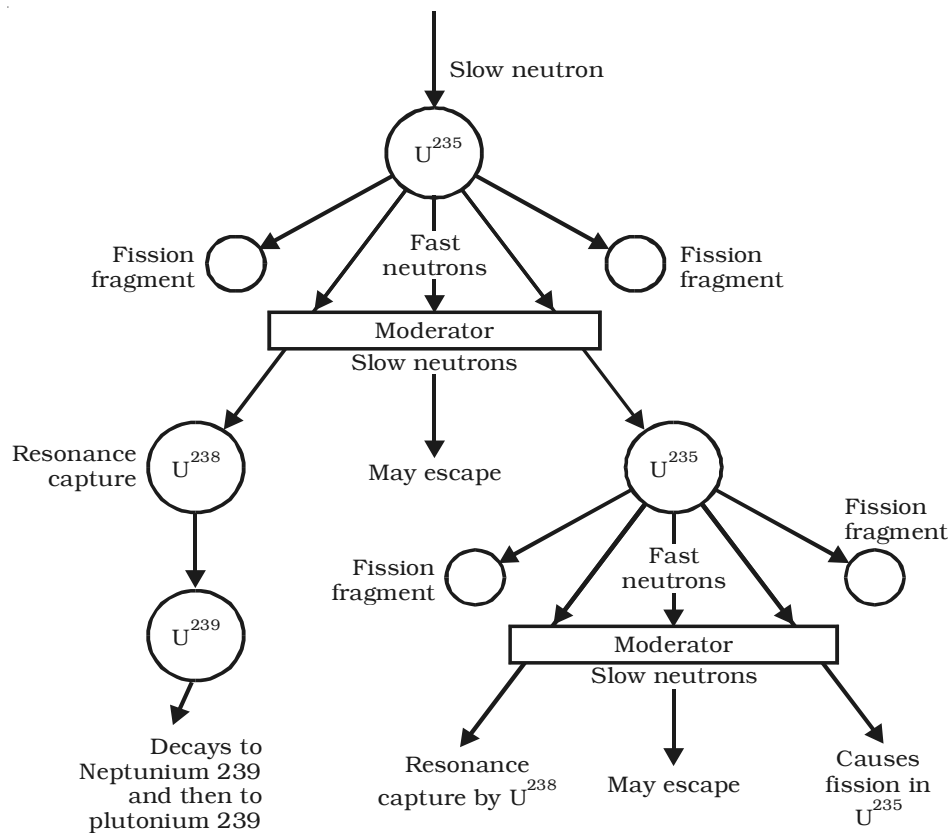 Slow neutron
U235
Fission
fragment
Fast
neutrons
Fission
fragment
Moderator
Slow neutrons
Resonance
capture
U238
May escape
U235
Fission
fragment
Fission
fragment
Fast
neutrons
U239
Moderator
Slow neutrons
Decays to
Neptunium 239
and then to
plutonium 239
Resonance
capture by U238
May escape
Causes
fission in
U235